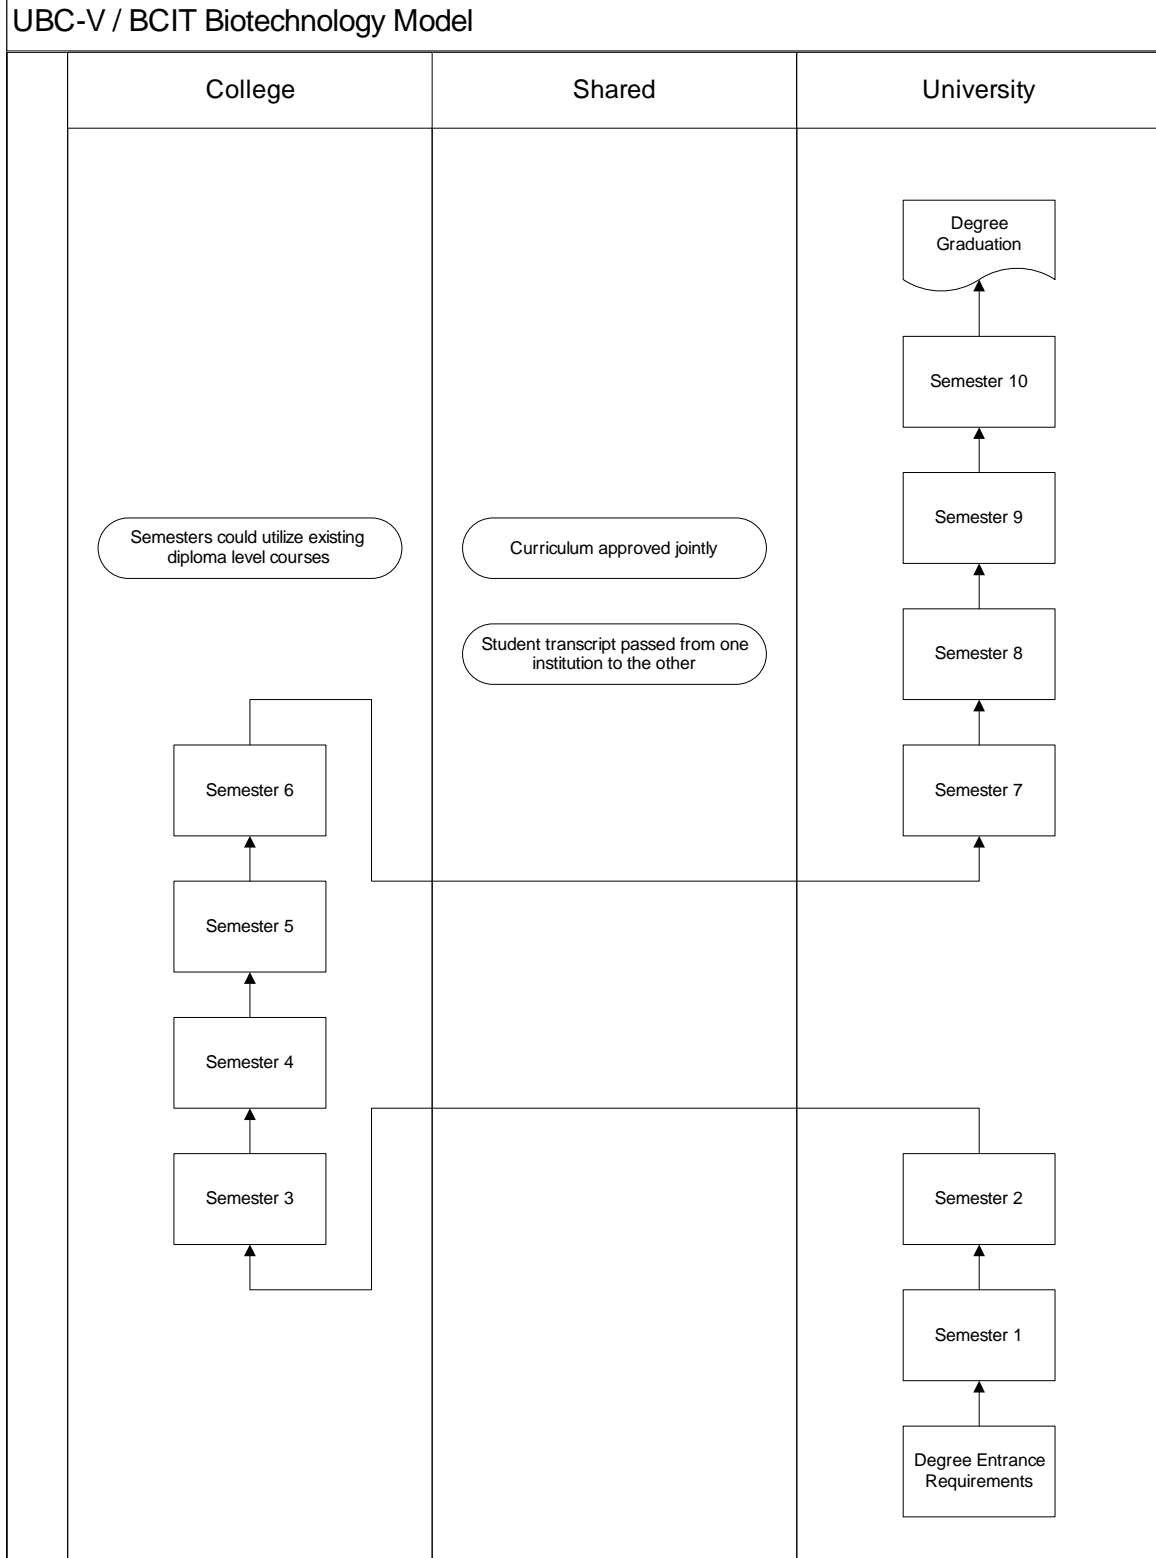 UBC-V / BCIT Biotechnology Model
College
Shared
University
Degree
Graduation
Semester 10
Semester 9
Semesters could utilize existing
diploma level courses
Curriculum approved jointly
Student transcript passed from one
institution to the other
Semester 8
Semester 6
Semester 7
Semester 5
Semester 4
Semester 3
Semester 2
Semester 1
Degree Entrance
Requirements